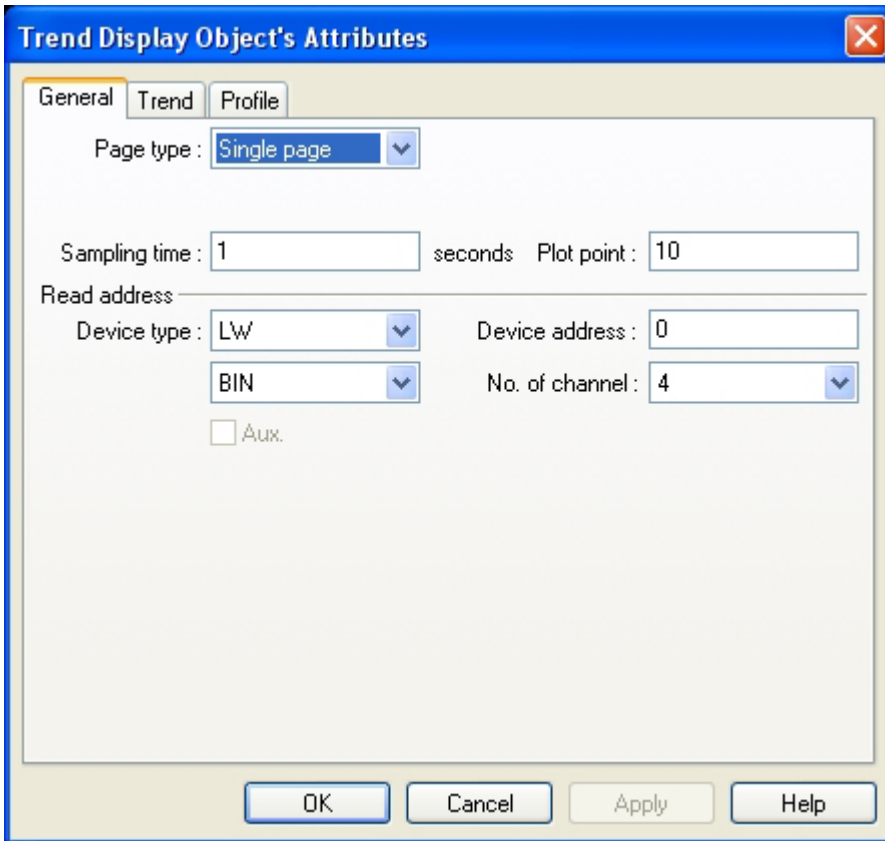 Trend Display Object's Attributes
General Trend Profile
Page type : Single page
Sampling time : 1 seconds Plot point : 10
Read address
Device type : LW Device address : 0
BIN No. of channel : 4
Aux.
OK Cancel Apply Help